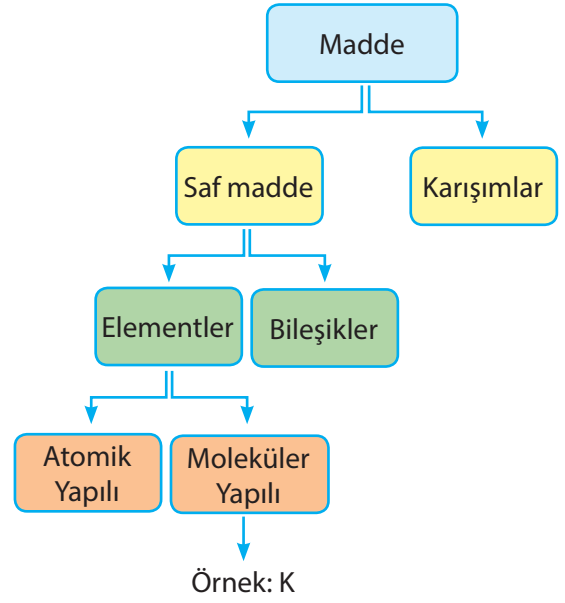 Madde
Saf madde
Karışımlar
Elementler
Bileşikler
Atomik
Yapılı
Moleküler
Yapılı
Örnek: K